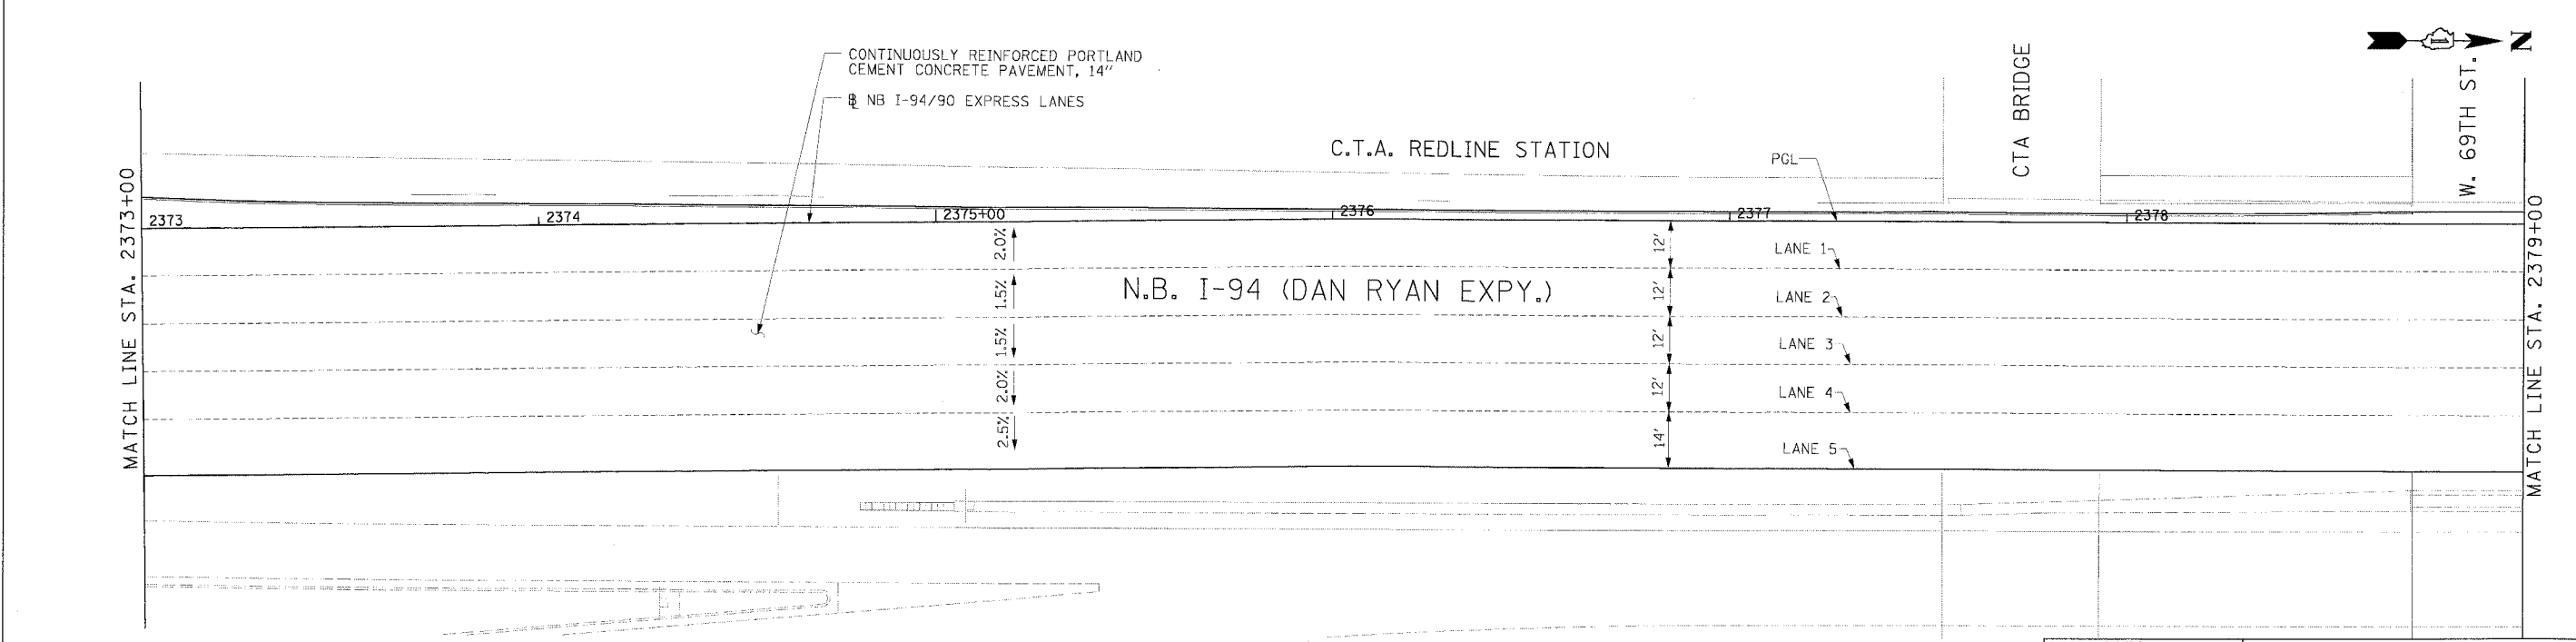 CONTINUOUSLY REINFORCED PORTLAND
CEMENT CONCRETE PAVEMENT, 14"
℄ NB I-94/90 EXPRESS LANES
C.T.A. REDLINE STATION
PGL
CTA BRIDGE
W. 69TH ST.
N
MATCH LINE STA. 2373+00
2373
2374
2375+00
2376
2377
2378
MATCH LINE STA. 2379+00
2.0%
1.5%
1.5%
2.0%
2.5%
N.B. I-94 (DAN RYAN EXPY.)
12'
12'
12'
12'
14'
LANE 1
LANE 2
LANE 3
LANE 4
LANE 5